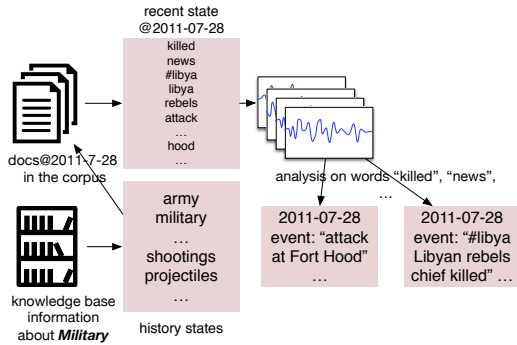 recent state
@2011-07-28
killed
news
#libya
libya
rebels
attack
...
hood
...
docs@2011-7-28
in the corpus
analysis on words “killed”, “news”,
...
army
military
...
shootings
projectiles
...
2011-07-28
event: “attack
at Fort Hood”
...
2011-07-28
event: “#libya
Libyan rebels
chief killed” ...
knowledge base
information
about Military
history states